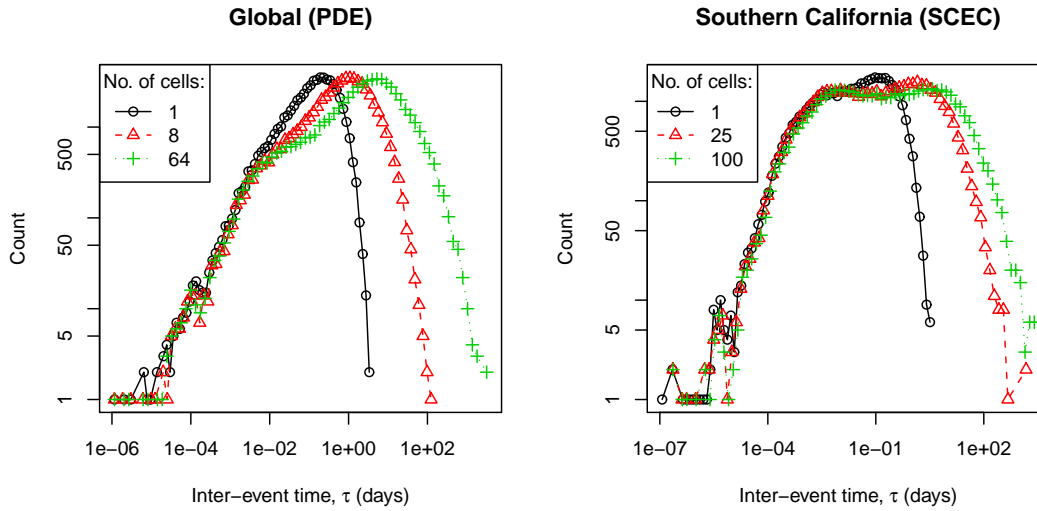 Global (PDE)
No. of cells:
1
8
64
Count
500
50
5
1
1e−06
1e−04
1e−02
1e+00
1e+02
Inter−event time, τ (days)
Southern California (SCEC)
No. of cells:
1
25
100
Count
500
50
5
1
1e−07
1e−04
1e−01
1e+02
Inter−event time, τ (days)